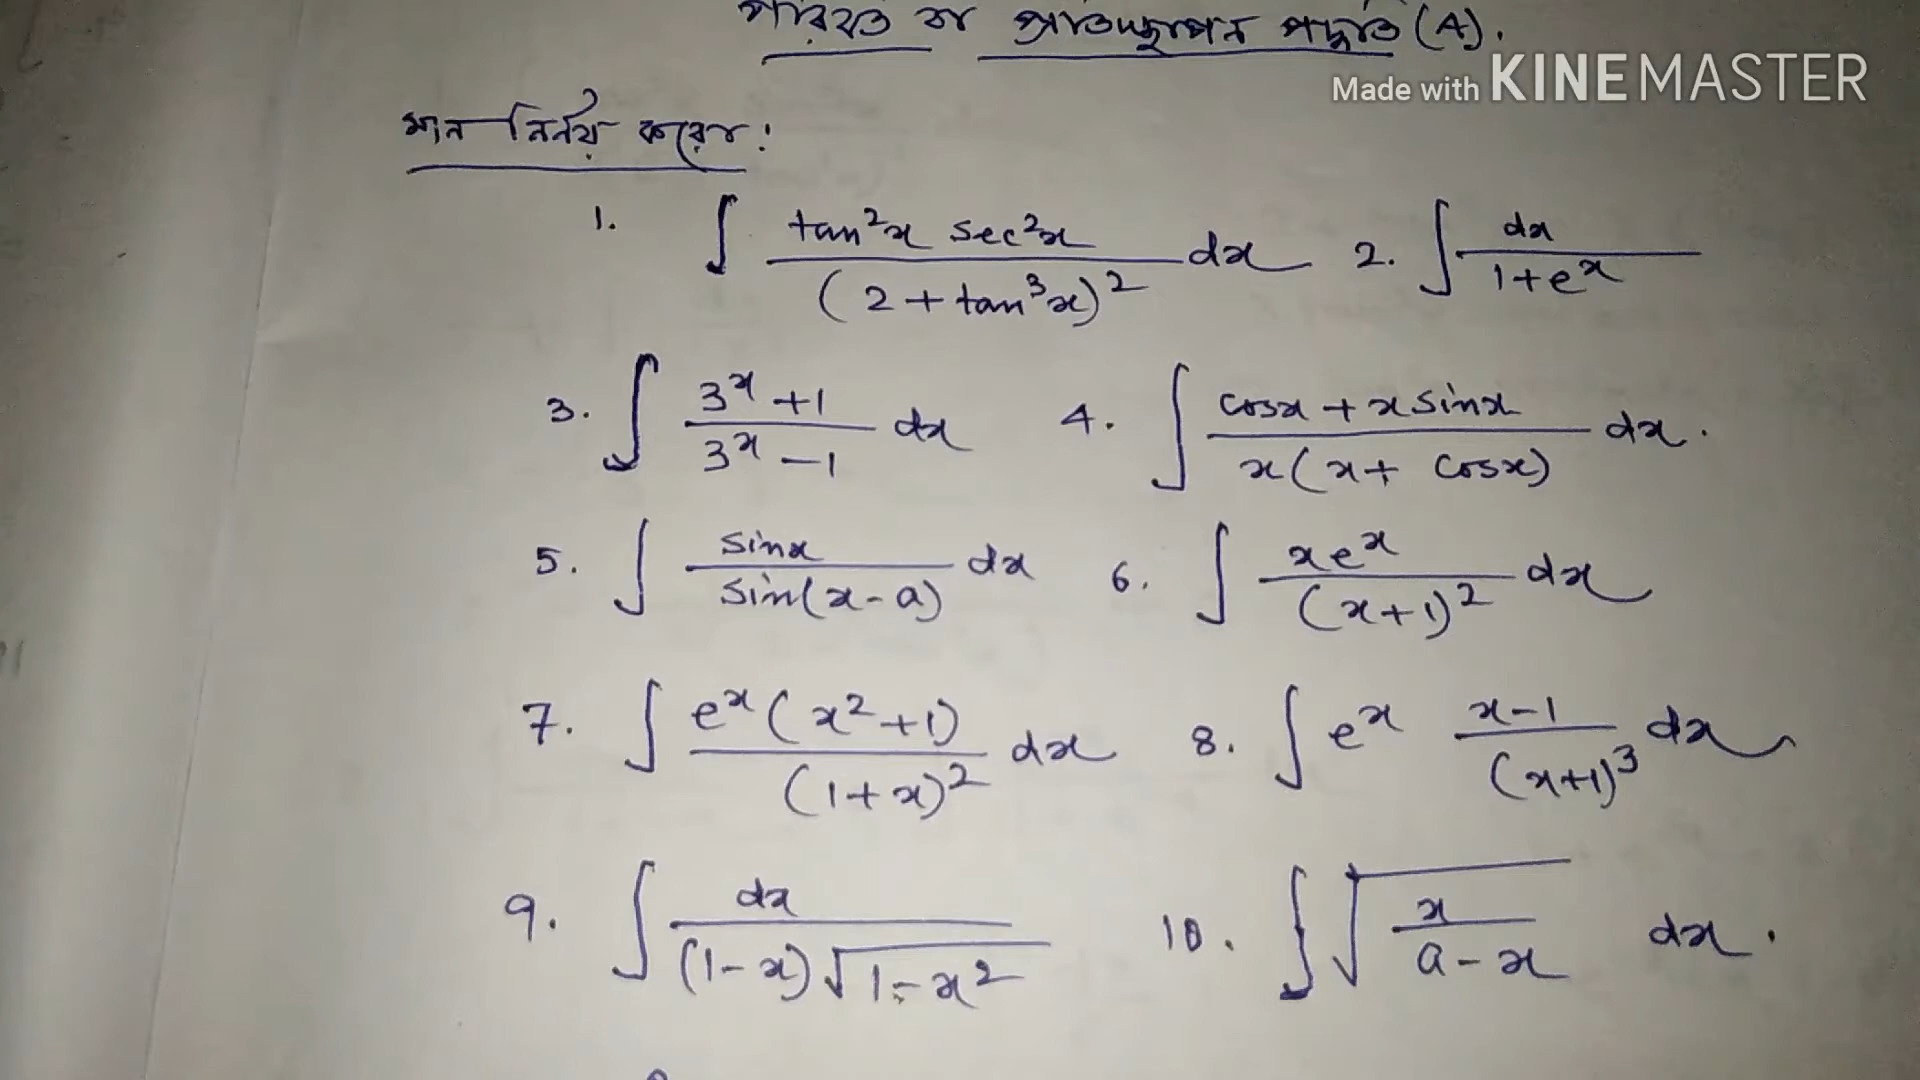 পরিবর্ত বা প্রতিস্থাপন পদ্ধতি (A).
Made with KINEMASTER
মান নির্নয় করো :
1. ∫ tan²x sec²x / (2 + tan³x)² dx 2. ∫ dx / 1+eˣ
3. ∫ 3ˣ +1 / 3ˣ –1 dx 4. ∫ cosx + x sinx / x(x+ cosx) dx.
5. ∫ sinx / sin(x-a) dx 6. ∫ xeˣ / (x+1)² dx
7. ∫ eˣ(x²+1) / (1+x)² dx 8. ∫ eˣ x-1 / (x+1)³ dx
9. ∫ dx / (1-x)√1-x² 10. ∫ √x / a-x dx.